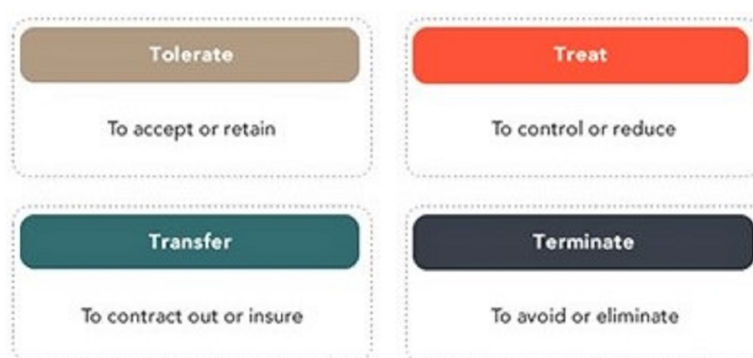 Tolerate
To accept or retain
Treat
To control or reduce
Transfer
To contract out or insure
Terminate
To avoid or eliminate